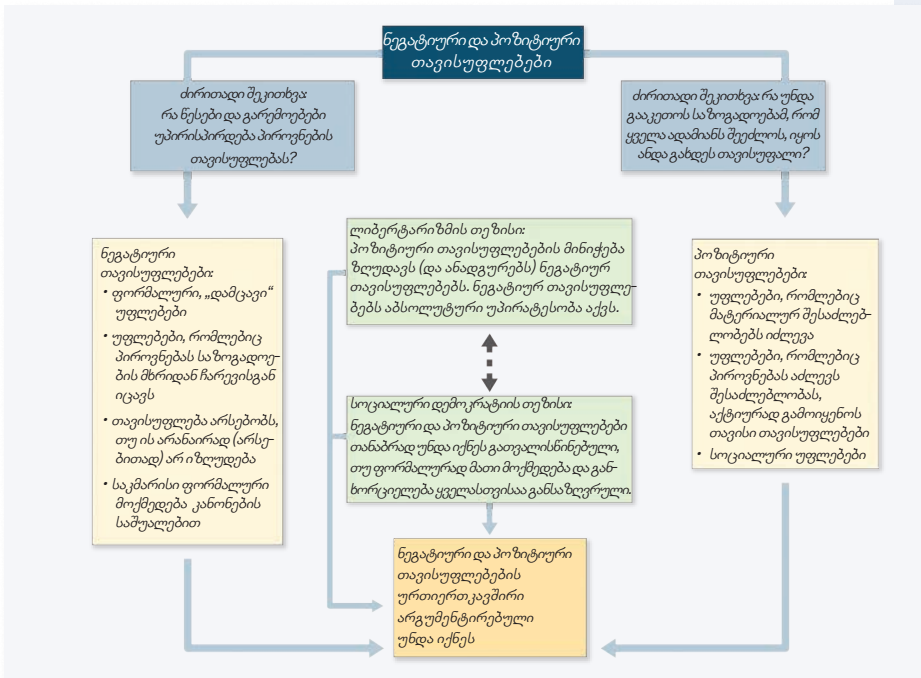 ნეგატიური და პოზიტიური
თავისუფლებები
ძირითადი შეკითხვა:
რა წესები და გარემოებები
უპირისპირდება პიროვნების
თავისუფლებას?
ძირითადი შეკითხვა: რა უნდა
გააკეთოს საზოგადოებამ, რომ
ყველა ადამიანს შეეძლოს, იყოს
ანდა გახდეს თავისუფალი?
ნეგატიური
თავისუფლებები:
• ფორმალური, „დამცავი“
უფლებები
• უფლებები, რომლებიც
პიროვნებას საზოგადოე-
ბის მხრიდან ჩარევისგან
იცავს
• თავისუფლება არსებობს,
თუ ის არანაირად (არსე-
ბითად) არ იზღუდება
• საკმარისი ფორმალური
მოქმედება კანონების
საშუალებით
ლიბერტარიზმის თეზისი:
პოზიტიური თავისუფლებების მინიჭება
ზღუდავს (და ანადგურებს) ნეგატიურ
თავისუფლებებს. ნეგატიურ თავისუფლე-
ბებს აბსოლუტური უპირატესობა აქვს.
სოციალური დემოკრატიის თეზისი:
ნეგატიური და პოზიტიური თავისუფლებები
თანაბრად უნდა იქნეს გათვალისწინებული,
თუ ფორმალურად მათი მოქმედება და გან-
ხორციელება ყველასთვისაა განსაზღვრული.
ნეგატიური და პოზიტიური
თავისუფლებების
ურთიერთკავშირი
არგუმენტირებული
უნდა იქნეს
პოზიტიური
თავისუფლებები:
• უფლებები, რომლებიც
მატერიალურ შესაძლებ-
ლობებს იძლევა
• უფლებები, რომლებიც
პიროვნებას აძლევს
შესაძლებლობას,
აქტიურად გამოიყენოს
თავისი თავისუფლებები
• სოციალური უფლებები